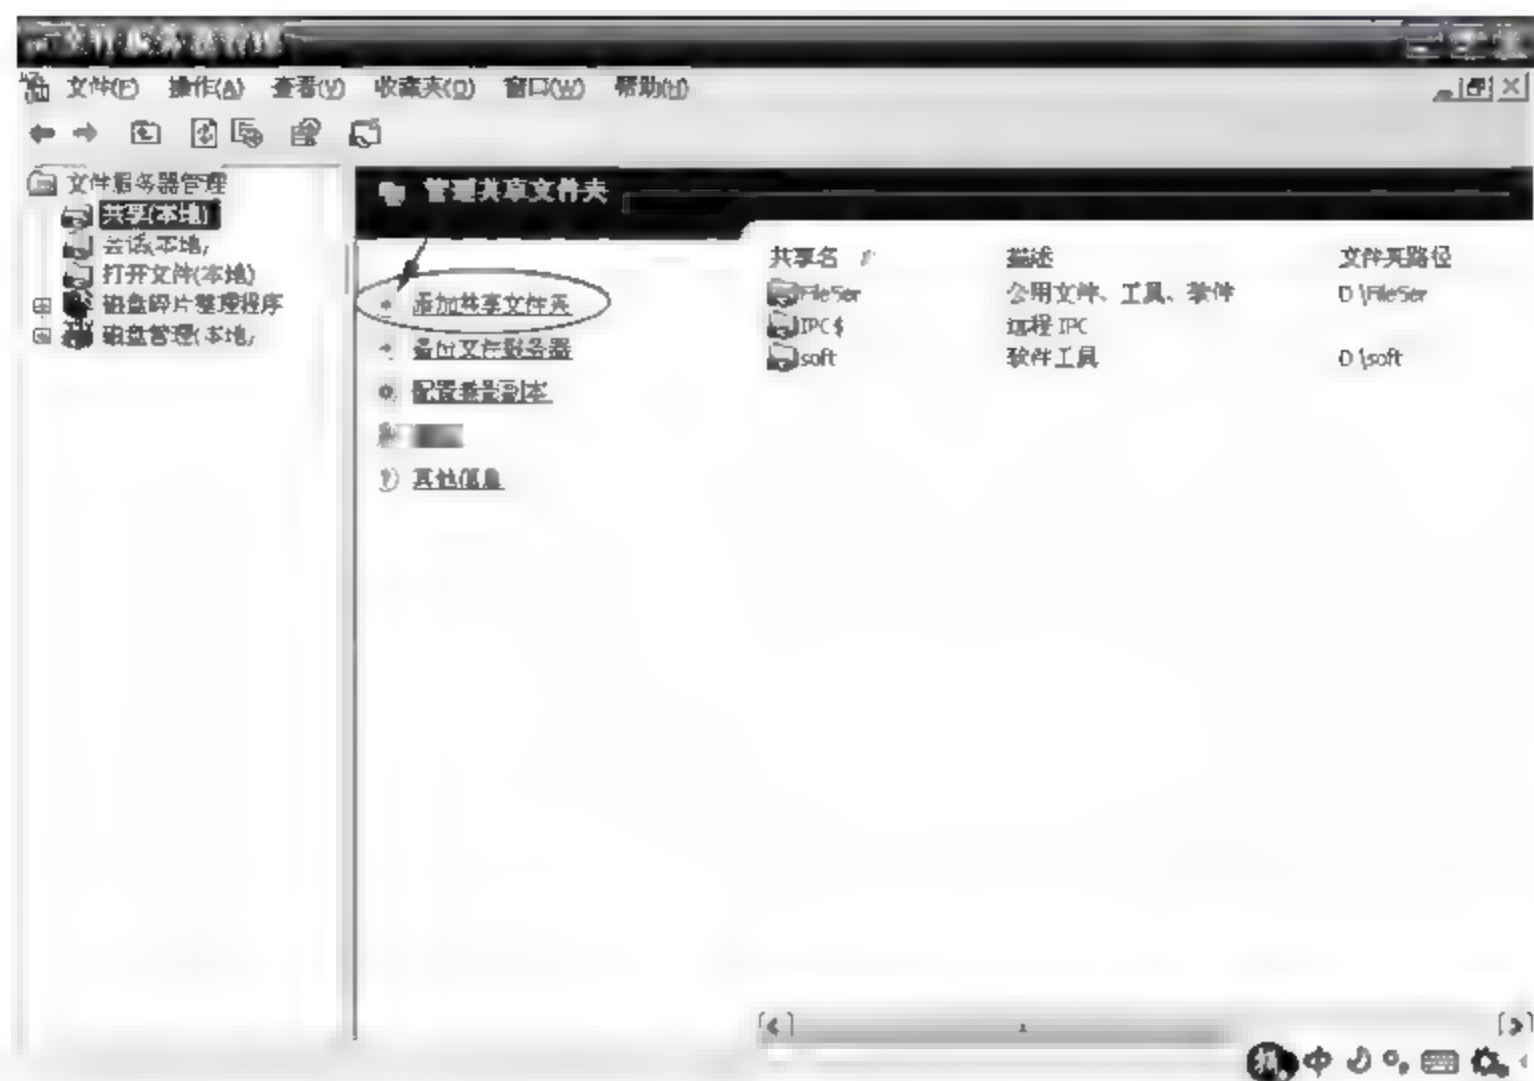 文件服务器管理
文件(F) 操作(A) 查看(V) 收藏夹(O) 窗口(W) 帮助(H)
文件服务器管理
共享(本地)
会话(本地)
打开文件(本地)
磁盘碎片整理程序
磁盘管理(本地)
管理共享文件夹
添加共享文件夹
备份文件服务器
配置卷影副本
其他信息
共享名 描述 文件夹路径
FileSer 公用文件、工具、软件 D:\FileSer
IPC$ 远程 IPC
soft 软件工具 D:\soft
中